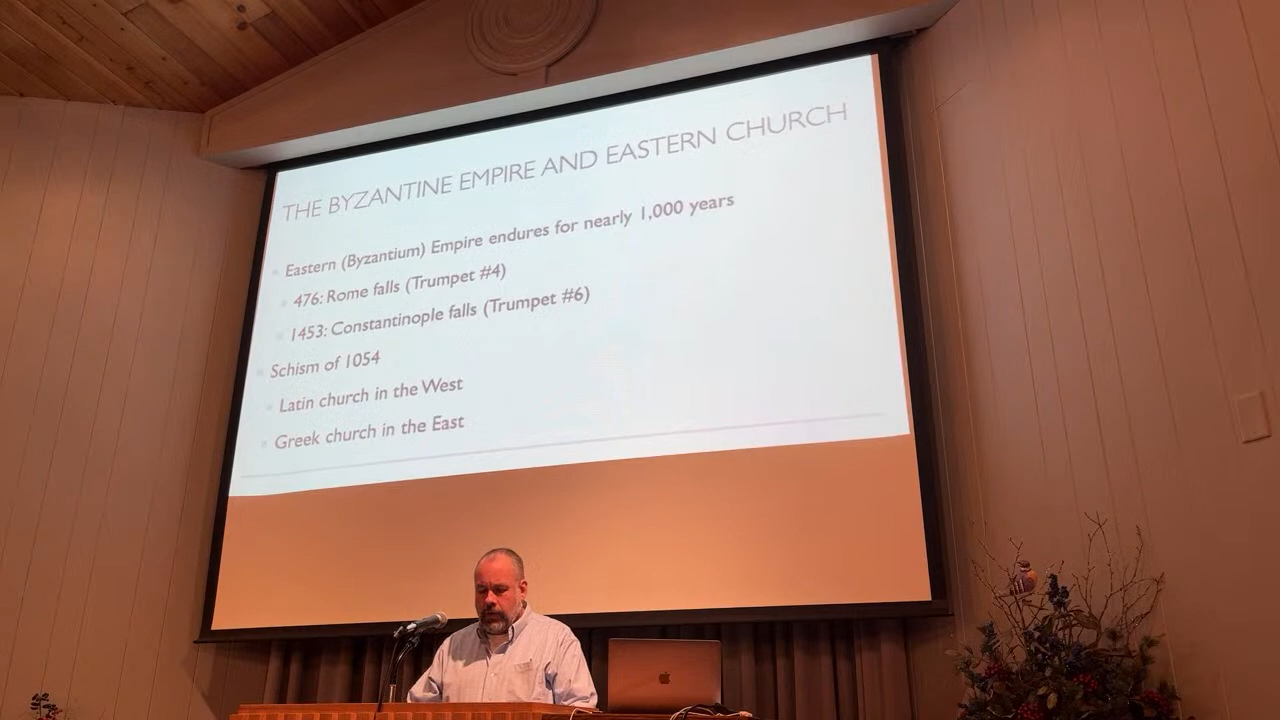 THE BYZANTINE EMPIRE AND EASTERN CHURCH
Eastern (Byzantium) Empire endures for nearly 1,000 years
476: Rome falls (Trumpet #4)
1453: Constantinople falls (Trumpet #6)
Schism of 1054
Latin church in the West
Greek church in the East